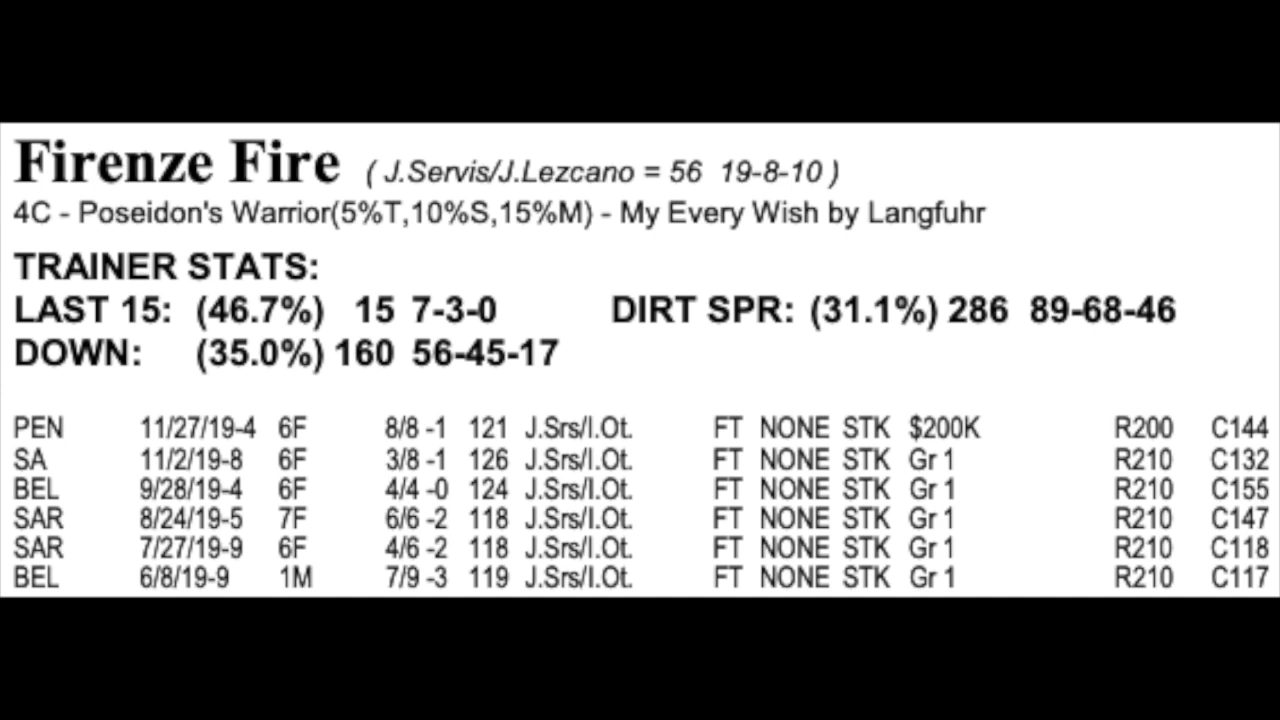 Firenze Fire ( J.Servis/J.Lezcano = 56 19-8-10 )
4C - Poseidon's Warrior(5%T,10%S,15%M) - My Every Wish by Langfuhr
TRAINER STATS:
LAST 15: (46.7%) 15 7-3-0 DIRT SPR: (31.1%) 286 89-68-46
DOWN: (35.0%) 160 56-45-17
PEN 11/27/19-4 6F 8/8 -1 121 J.Srs/I.Ot. FT NONE STK $200K R200 C144
SA 11/2/19-8 6F 3/8 -1 126 J.Srs/I.Ot. FT NONE STK Gr 1 R210 C132
BEL 9/28/19-4 6F 4/4 -0 124 J.Srs/I.Ot. FT NONE STK Gr 1 R210 C155
SAR 8/24/19-5 7F 6/6 -2 118 J.Srs/I.Ot. FT NONE STK Gr 1 R210 C147
SAR 7/27/19-9 6F 4/6 -2 118 J.Srs/I.Ot. FT NONE STK Gr 1 R210 C118
BEL 6/8/19-9 1M 7/9 -3 119 J.Srs/I.Ot. FT NONE STK Gr 1 R210 C117